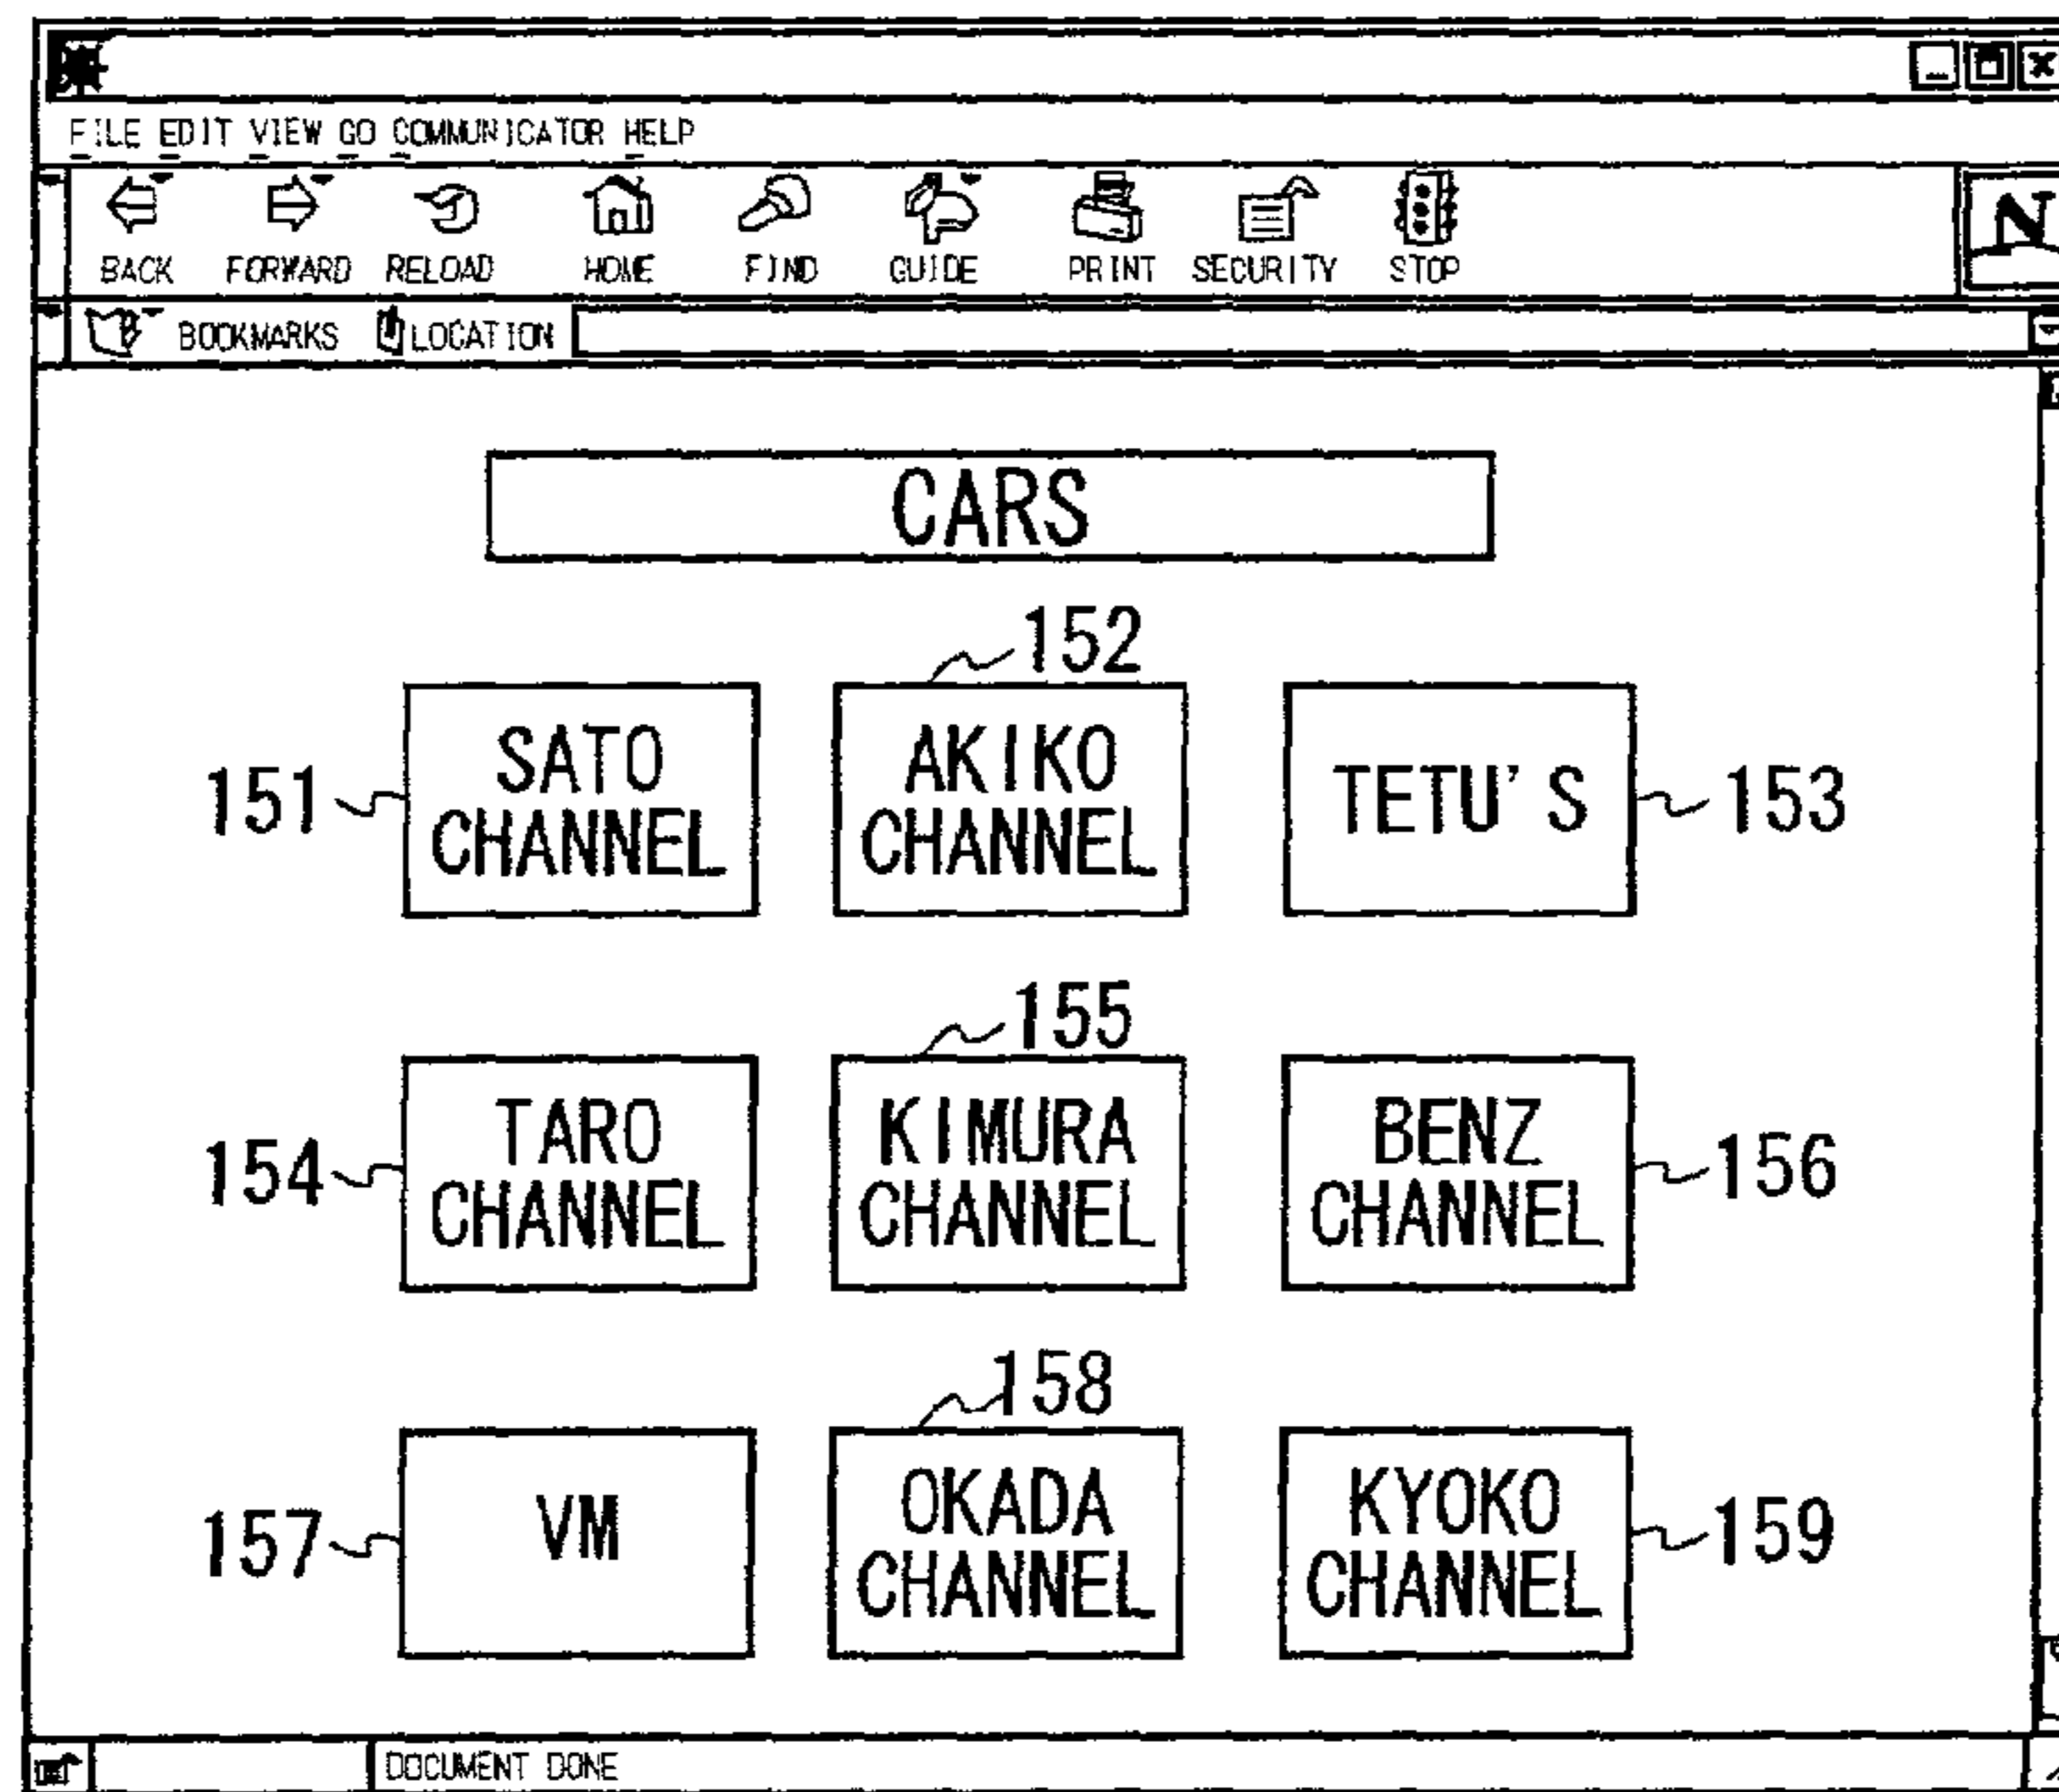 FILE EDIT VIEW GO COMMUNICATOR HELP
BACK FORWARD RELOAD HOME FIND GUIDE PRINT SECURITY STOP
N
BOOKMARKS LOCATION
CARS
152
151 SATO CHANNEL AKIKO CHANNEL TETU'S 153
155
154 TARO CHANNEL KIMURA CHANNEL BENZ CHANNEL 156
158
157 VM OKADA CHANNEL KYOKO CHANNEL 159
DOCUMENT DONE